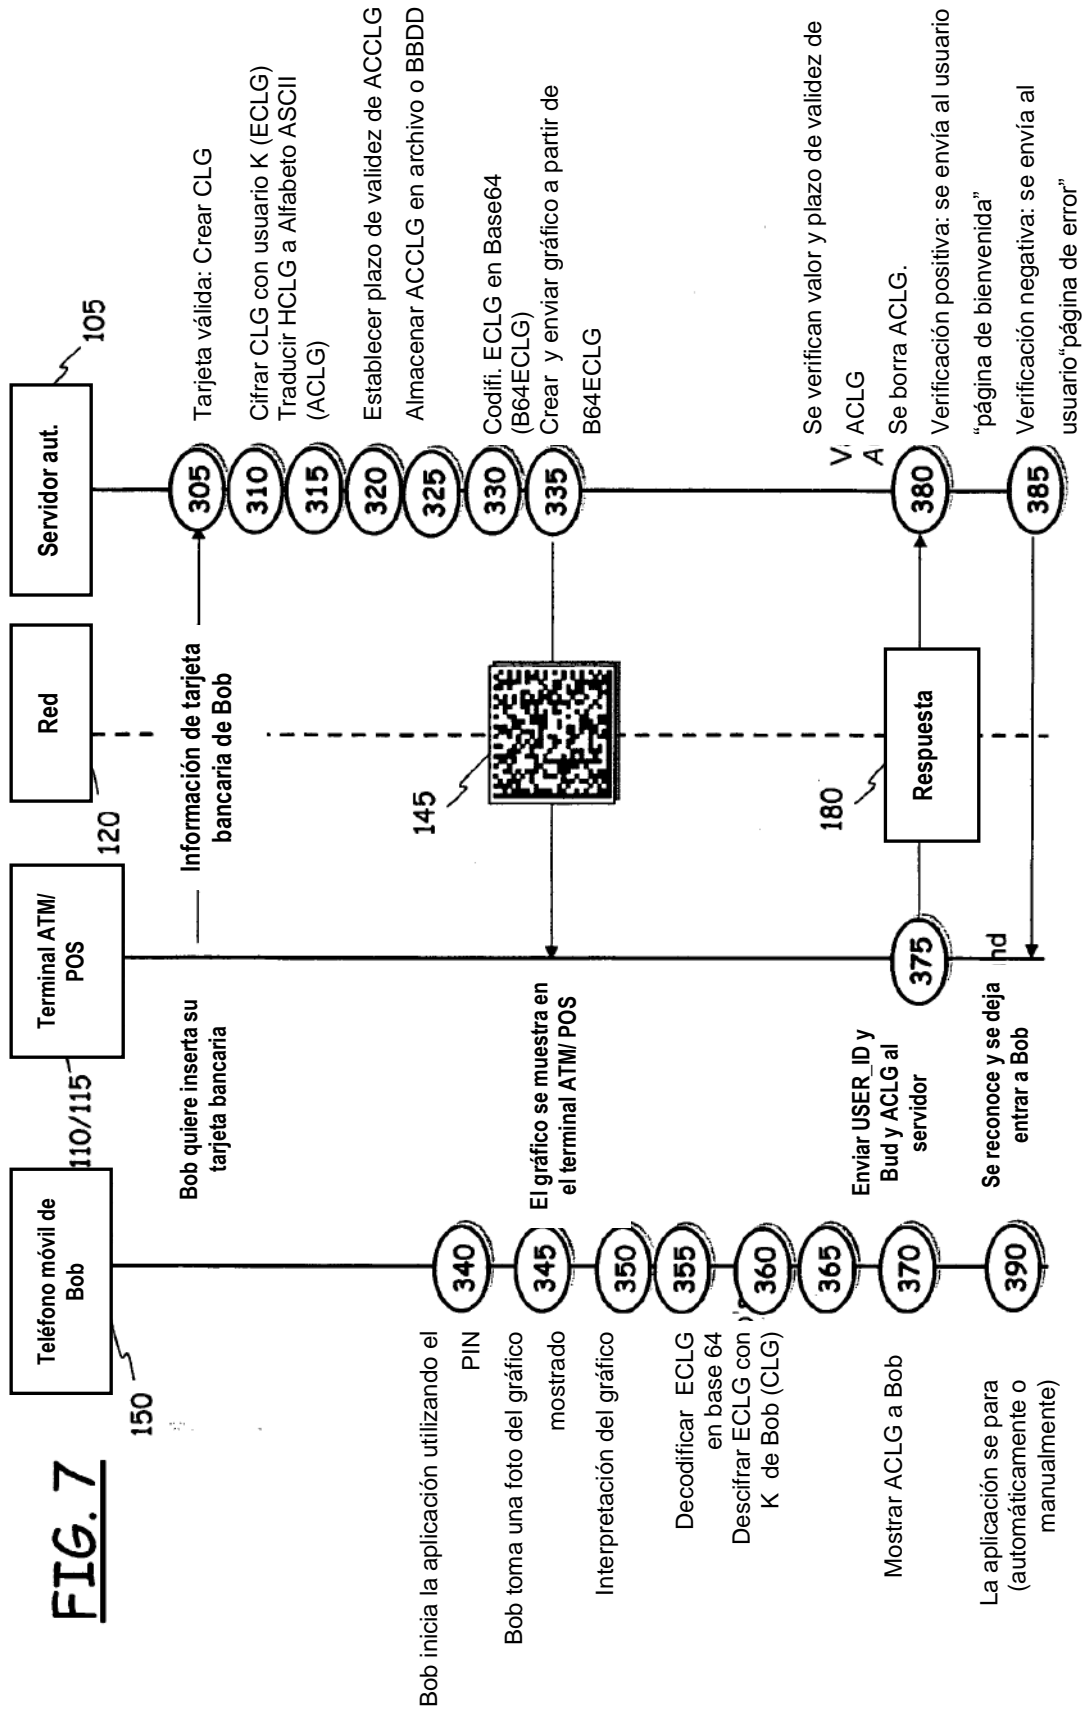 FIG. 7
Teléfono móvil de
Bob
150
Terminal ATM/
POS
110/115
Red
120
Servidor aut.
105
Bob quiere inserta su
tarjeta bancaria
Información de tarjeta
bancaria de Bob
305
Tarjeta válida: Crear CLG
310
Cifrar CLG con usuario K (ECLG)
315
Traducir HCLG a Alfabeto ASCII
(ACLG)
320
Establecer plazo de validez de ACCLG
325
Almacenar ACCLG en archivo o BBDD
330
Codifi. ECLG en Base64
(B64ECLG)
335
Crear y enviar gráfico a partir de
B64ECLG
145
El gráfico se muestra en
el terminal ATM/ POS
Bob inicia la aplicación utilizando el
PIN
340
Bob toma una foto del gráfico
mostrado
345
Interpretación del gráfico
350
Decodificar ECLG
en base 64
355
Descifrar ECLG con
K de Bob (CLG)
360
365
Mostrar ACLG a Bob
370
Enviar USER_ID y
Bud y ACLG al
servidor
375
180
Respuesta
380
V
A
Se verifican valor y plazo de validez de
ACLG
Se borra ACLG.
Verificación positiva: se envía al usuario
“página de bienvenida”
385
Verificación negativa: se envía al
usuario“página de error”
Se reconoce y se deja
entrar a Bob
nd
La aplicación se para
(automáticamente o
manualmente)
390